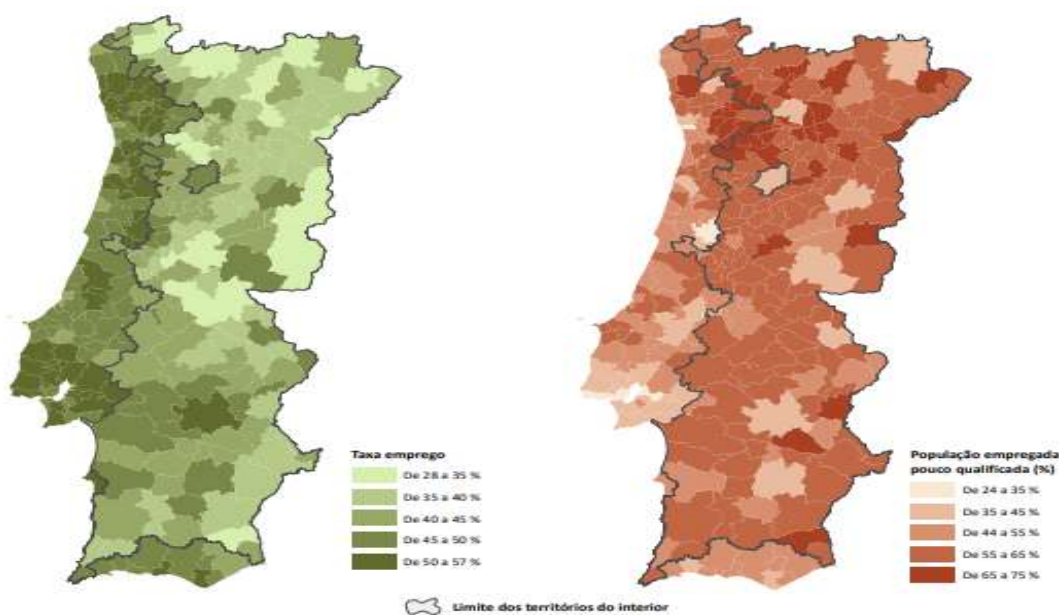 Taxa emprego
De 28 a 35 %
De 35 a 40 %
De 40 a 45 %
De 45 a 50 %
De 50 a 57 %
População empregada
pouco qualificada (%)
De 24 a 35 %
De 35 a 45 %
De 44 a 55 %
De 55 a 65 %
De 65 a 75 %
Limite dos territórios do interior